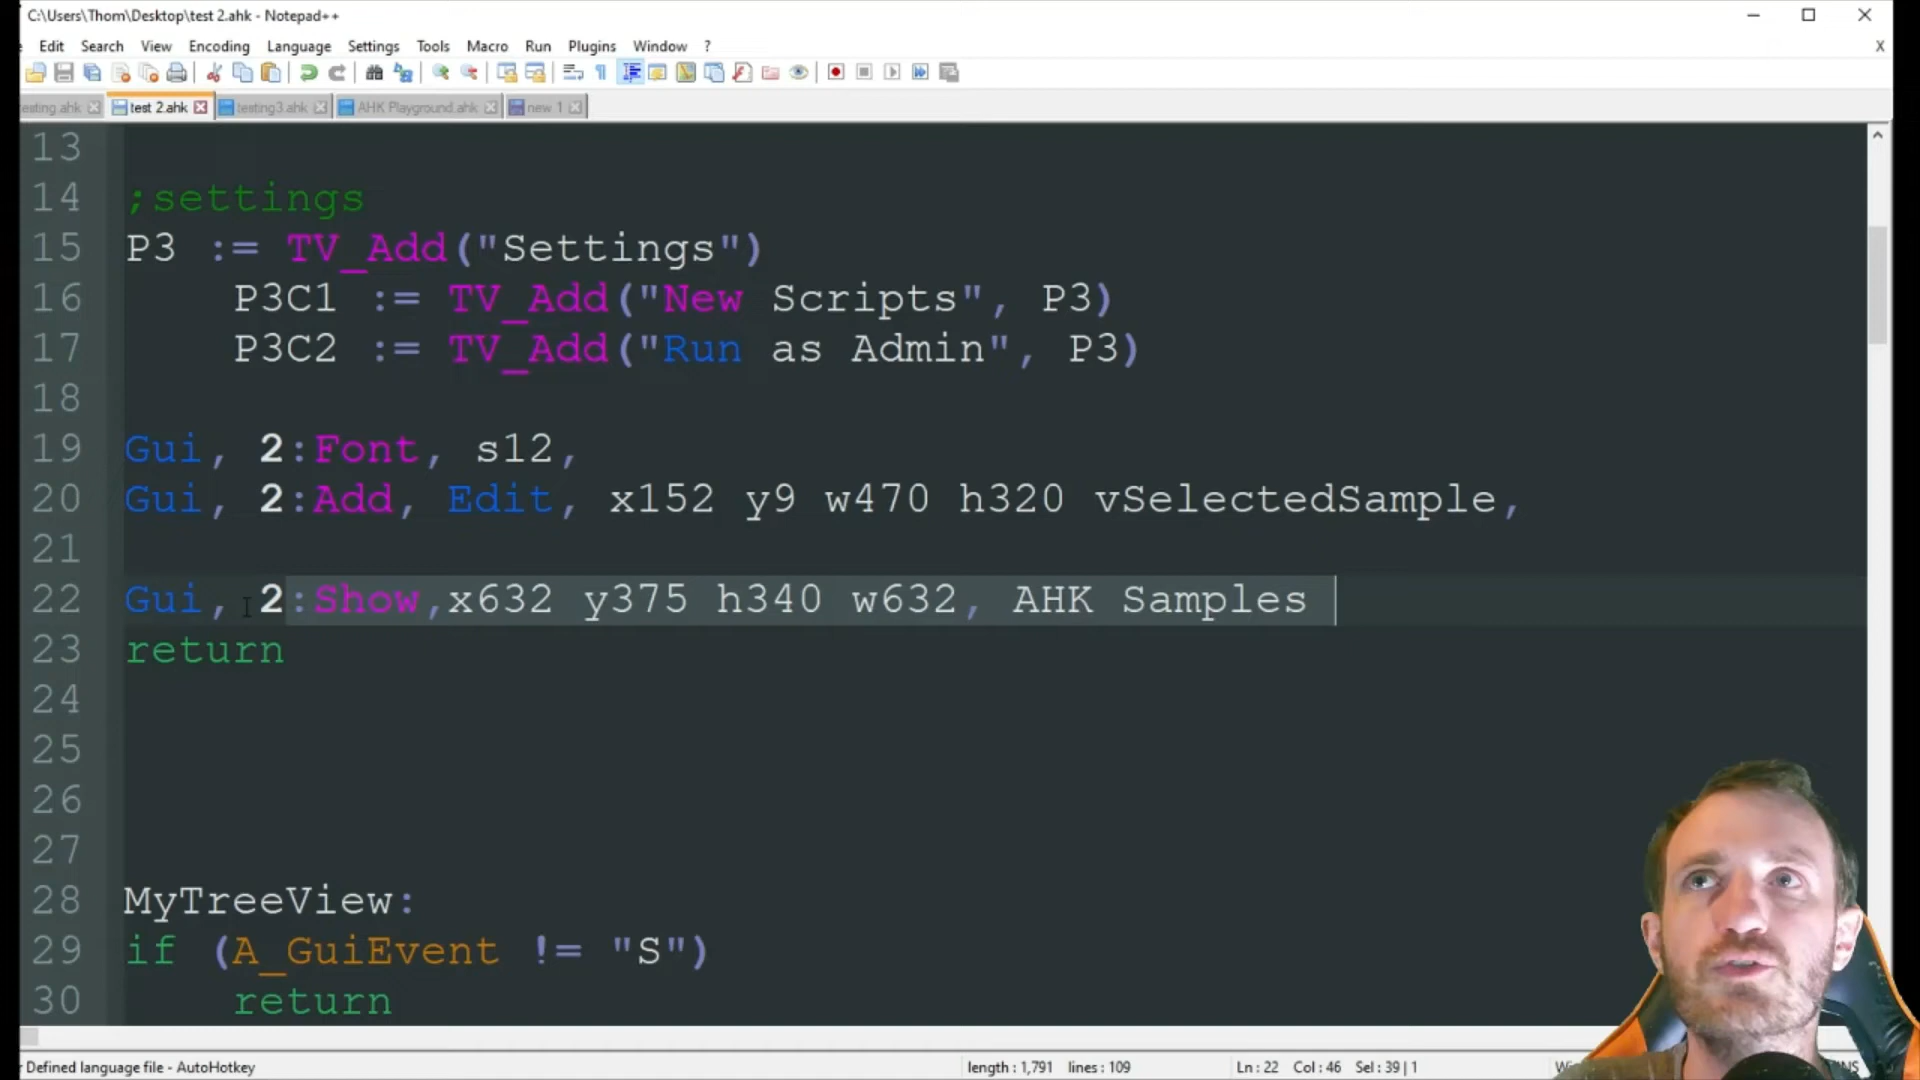 C:\Users\Thom\Desktop\test 2.ahk - Notepad++
Edit Search View Encoding Language Settings Tools Macro Run Plugins Window ? X
esting.ahk test 2.ahk testing3.ahk AHK Playground.ahk new 1
13
14 ;settings
15 P3 := TV_Add("Settings")
16 P3C1 := TV_Add("New Scripts", P3)
17 P3C2 := TV_Add("Run as Admin", P3)
18
19 Gui, 2:Font, s12,
20 Gui, 2:Add, Edit, x152 y9 w470 h320 vSelectedSample,
21
22 Gui, 2:Show,x632 y375 h340 w632, AHK Samples
23 return
24
25
26
27
28 MyTreeView:
29 if (A_GuiEvent != "S")
30 return
Defined language file - AutoHotkey length : 1,791 lines : 109 Ln : 22 Col : 46 Sel : 39 | 1